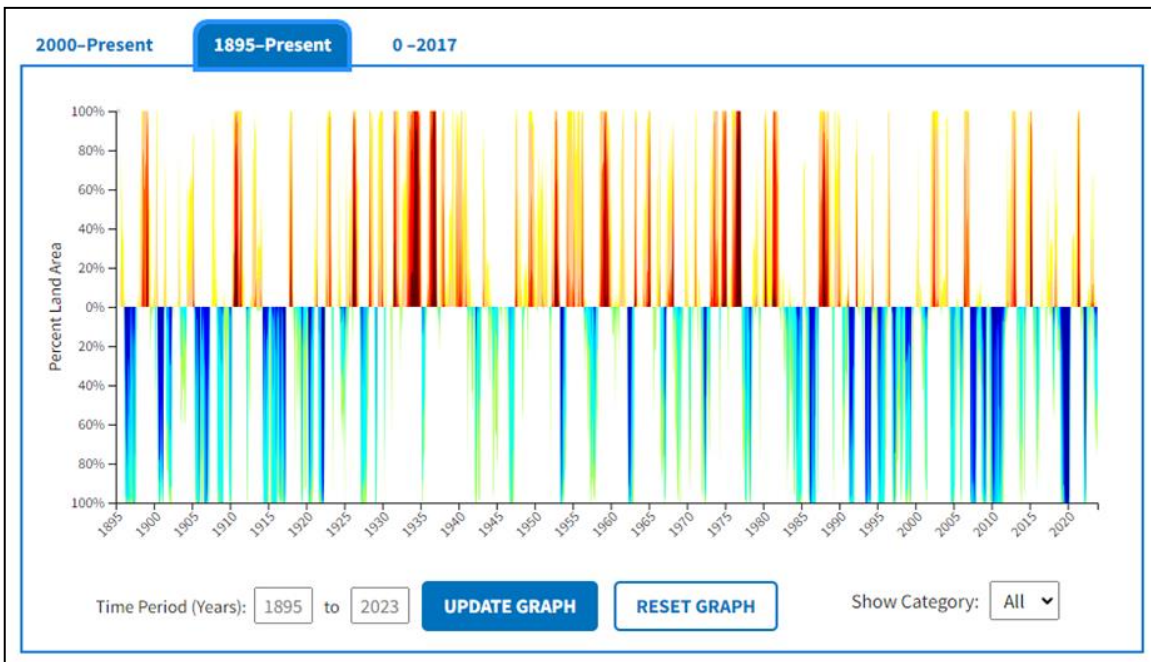 2000–Present 1895–Present 0 –2017
100%
80%
60%
40%
20%
0%
20%
40%
60%
80%
100%
Percent Land Area
1895 1900 1905 1910 1915 1920 1925 1930 1935 1940 1945 1950 1955 1960 1965 1970 1975 1980 1985 1990 1995 2000 2005 2010 2015 2020
Time Period (Years): 1895 to 2023 UPDATE GRAPH RESET GRAPH Show Category: All